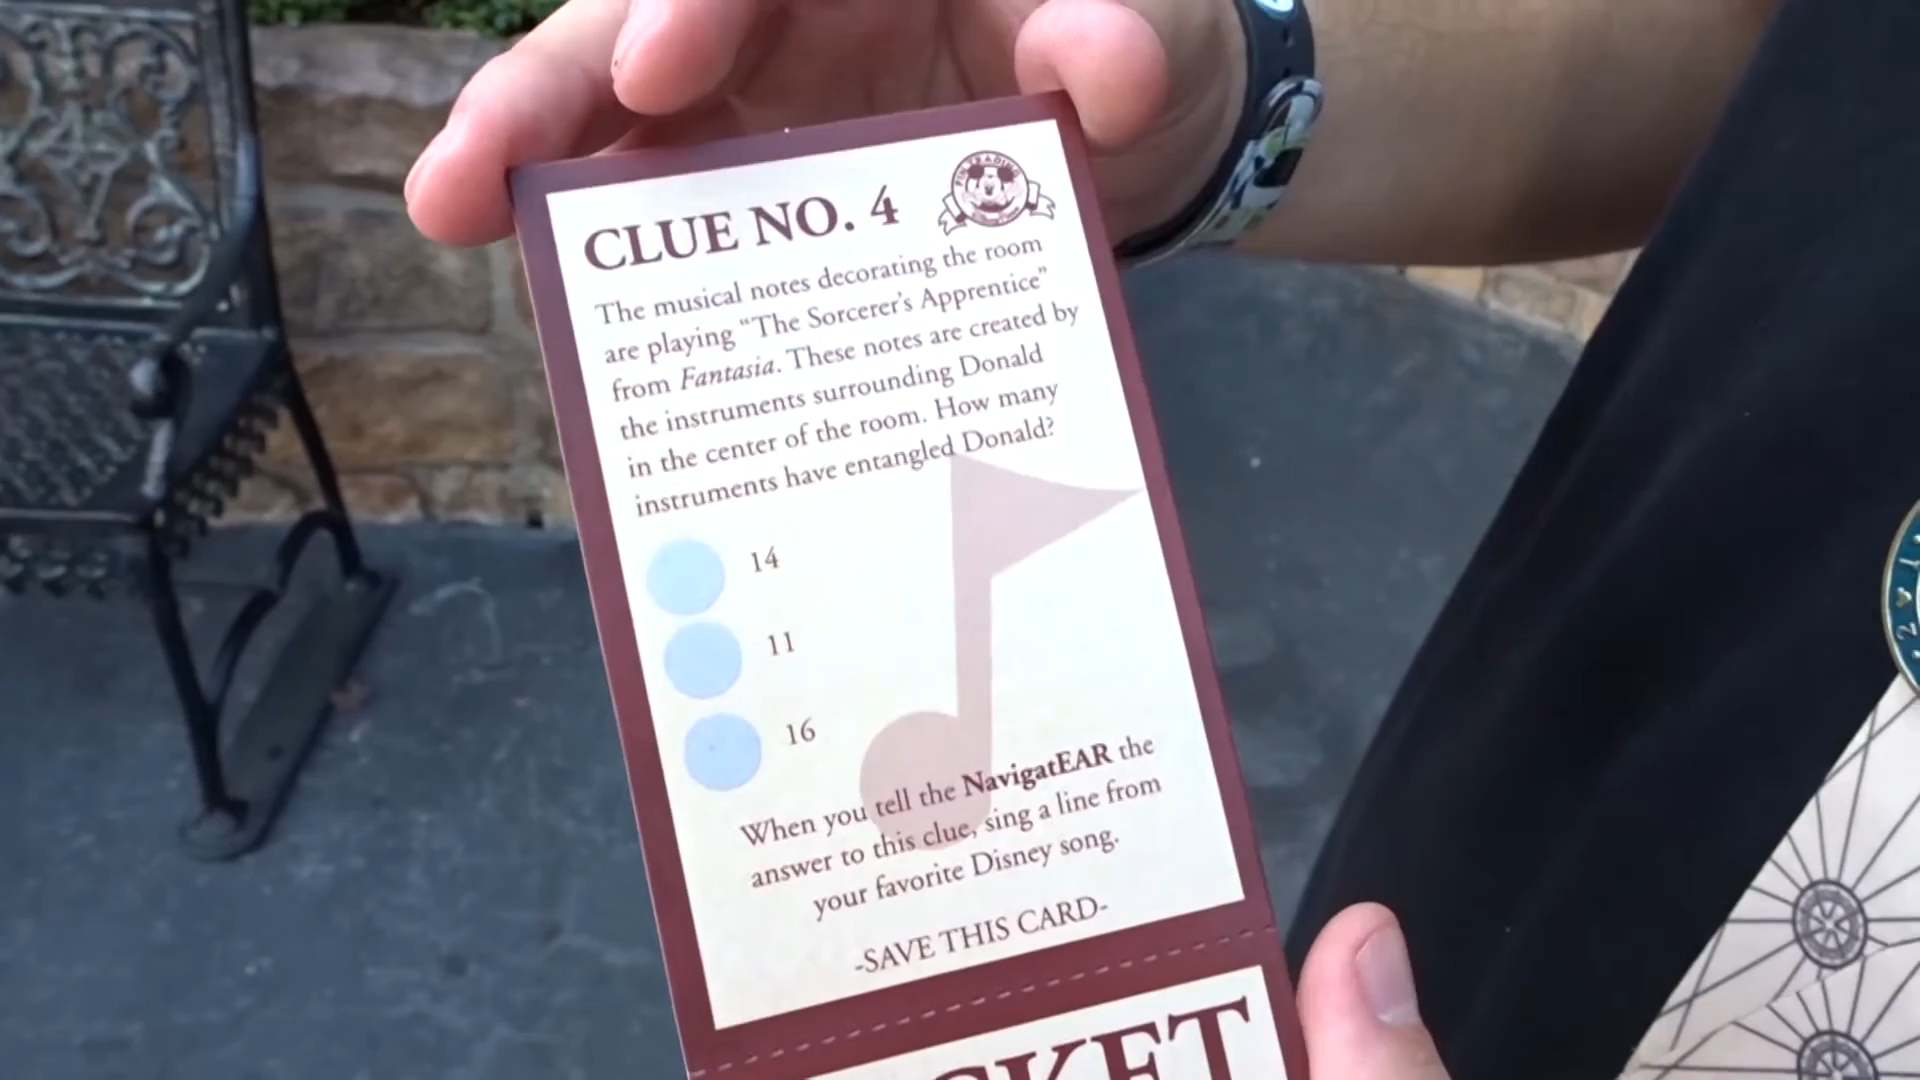 CLUE NO. 4
PIN TRADING
The musical notes decorating the room
are playing “The Sorcerer’s Apprentice”
from Fantasia. These notes are created by
the instruments surrounding Donald
in the center of the room. How many
instruments have entangled Donald?
14
11
16
When you tell the NavigatEAR the
answer to this clue, sing a line from
your favorite Disney song.
-SAVE THIS CARD-